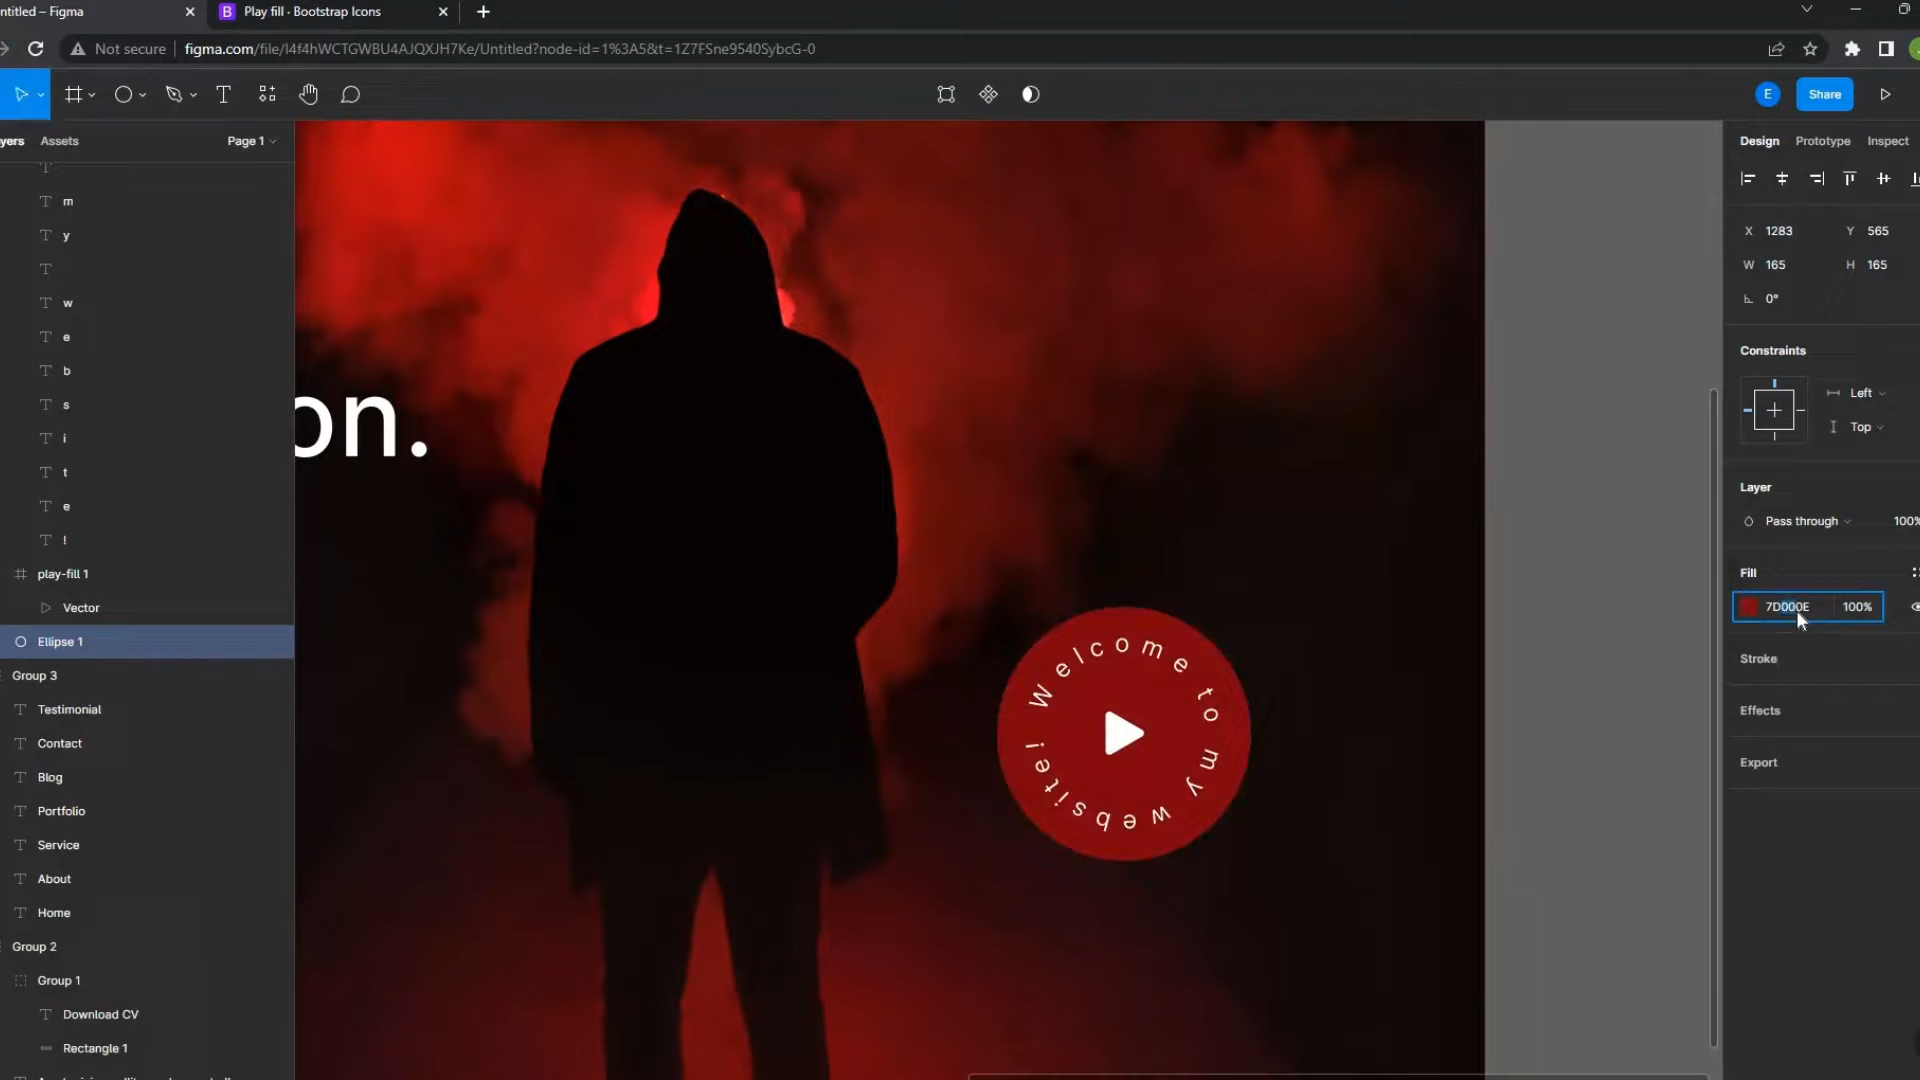 ntitled – Figma
Play fill · Bootstrap Icons
Not secure
figma.com/file/l4f4hWCTGWBU4AJQXJH7Ke/Untitled?node-id=1%3A5&t=1Z7FSne9540SybcG-0
E
Share
yers
Assets
Page 1
Design
Prototype
Inspect
m
y
w
e
b
s
i
t
e
!
play-fill 1
Vector
Ellipse 1
Group 3
Testimonial
Contact
Blog
Portfolio
Service
About
Home
Group 2
Group 1
Download CV
Rectangle 1
on.
Welcome to my website!
X 1283
Y 565
W 165
H 165
0°
Constraints
Left
Top
Layer
Pass through
100%
Fill
7D000E
100%
Stroke
Effects
Export